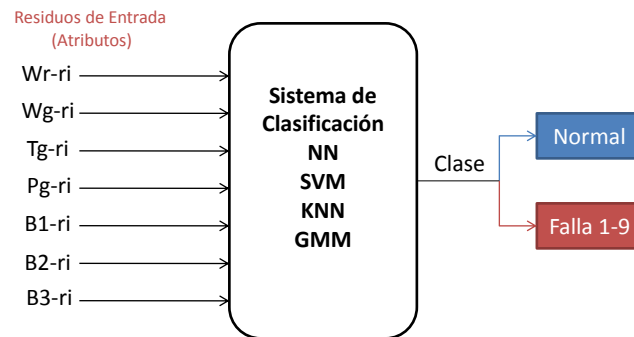 Residuos de Entrada
(Atributos)
Wr-ri
Wg-ri
Tg-ri
Pg-ri
B1-ri
B2-ri
B3-ri
Sistema de
Clasificación
NN
SVM
KNN
GMM
Clase
Normal
Falla 1-9